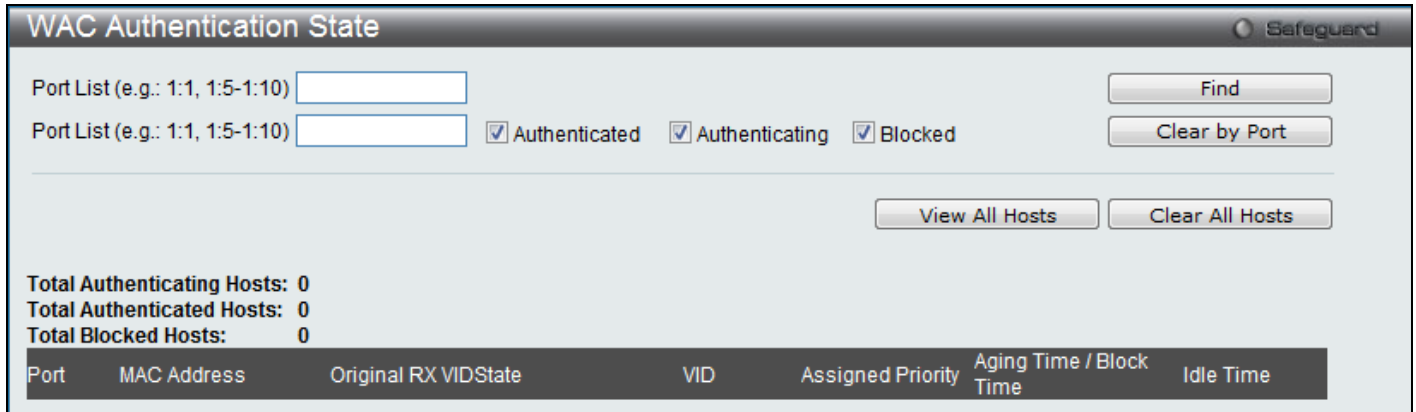 WAC Authentication State Safeguard
Port List (e.g.: 1:1, 1:5-1:10) Find
Port List (e.g.: 1:1, 1:5-1:10) Authenticated Authenticating Blocked Clear by Port
View All Hosts Clear All Hosts
Total Authenticating Hosts: 0
Total Authenticated Hosts: 0
Total Blocked Hosts: 0
Port MAC Address Original RX VIDState VID Assigned Priority Aging Time / Block Time Idle Time